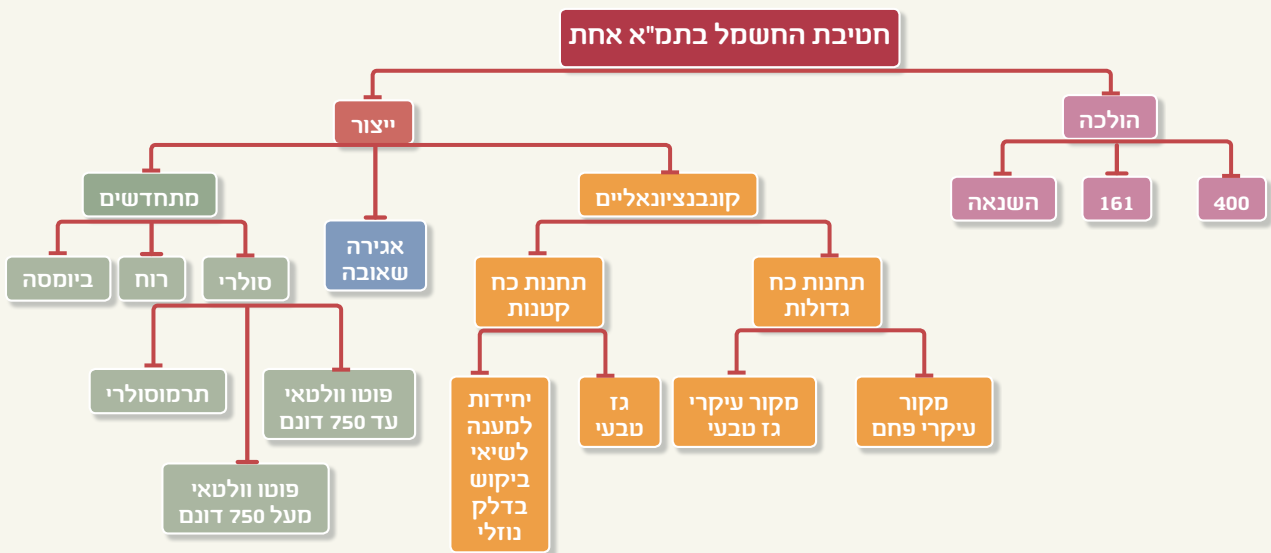 חטיבת החשמל בתמ"א אחת
הולכה
400
161
השנאה
ייצור
קונבנציונאליים
תחנות כח
גדולות
מקור
עיקרי פחם
מקור עיקרי
גז טבעי
תחנות כח
קטנות
גז
טבעי
יחידות
למענה
לשיאי
ביקוש
בדלק
נוזלי
אגירה
שאובה
מתחדשים
סולרי
רוח
ביומסה
פוטו וולטאי
עד 750 דונם
פוטו וולטאי
מעל 750 דונם
תרמוסולרי